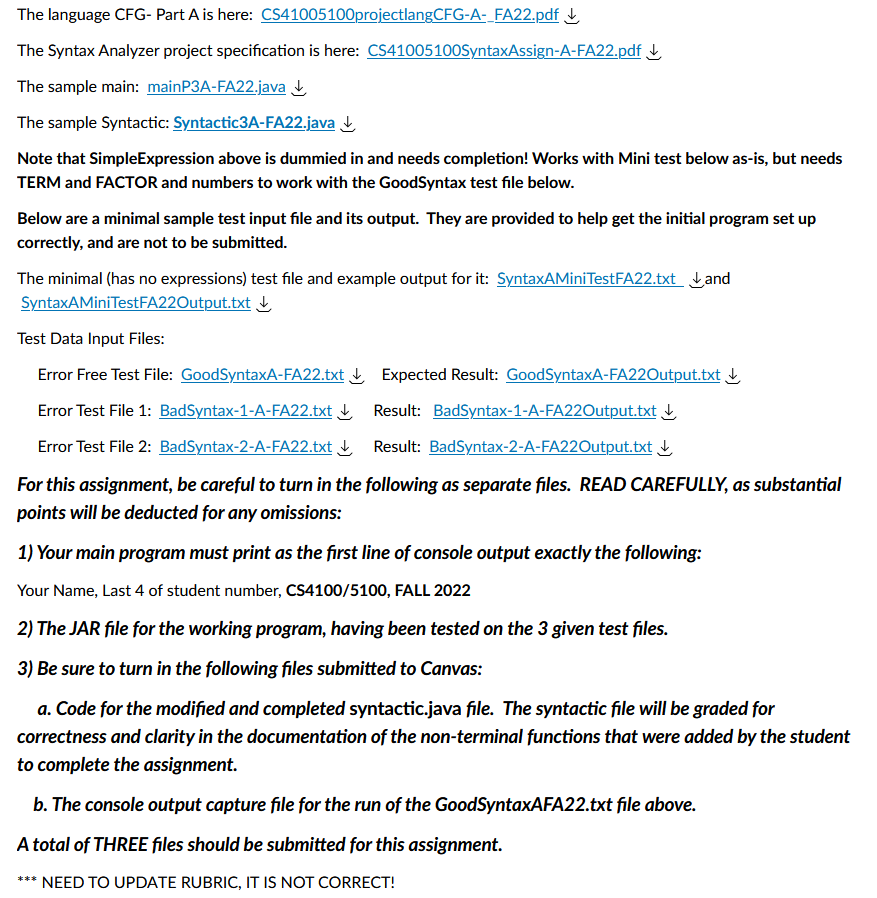 The language CFG- Part A is here: CS41005100projectlangCFG-A-_FA22.pdf
The Syntax Analyzer project specification is here: CS41005100SyntaxAssign-A-FA22.pdf
The sample main: mainP3A-FA22.java
The sample Syntactic: Syntactic3A-FA22.java
Note that SimpleExpression above is dummied in and needs completion! Works with Mini test below as-is, but needs
TERM and FACTOR and numbers to work with the GoodSyntax test file below.
Below are a minimal sample test input file and its output. They are provided to help get the initial program set up
correctly, and are not to be submitted.
The minimal (has no expressions) test file and example output for it: SyntaxAMiniTestFA22.txt and
SyntaxAMiniTestFA22Output.txt
Test Data Input Files:
Error Free Test File: GoodSyntaxA-FA22.txt Expected Result: GoodSyntaxA-FA22Output.txt
Error Test File 1: BadSyntax-1-A-FA22.txt Result: BadSyntax-1-A-FA22Output.txt
Error Test File 2: BadSyntax-2-A-FA22.txt Result: BadSyntax-2-A-FA22Output.txt
For this assignment, be careful to turn in the following as separate files. READ CAREFULLY, as substantial
points will be deducted for any omissions:
1) Your main program must print as the first line of console output exactly the following:
Your Name, Last 4 of student number, CS4100/5100, FALL 2022
2) The JAR file for the working program, having been tested on the 3 given test files.
3) Be sure to turn in the following files submitted to Canvas:
a. Code for the modified and completed syntactic.java file. The syntactic file will be graded for
correctness and clarity in the documentation of the non-terminal functions that were added by the student
to complete the assignment.
b. The console output capture file for the run of the GoodSyntaxAFA22.txt file above.
A total of THREE files should be submitted for this assignment.
*** NEED TO UPDATE RUBRIC, IT IS NOT CORRECT!